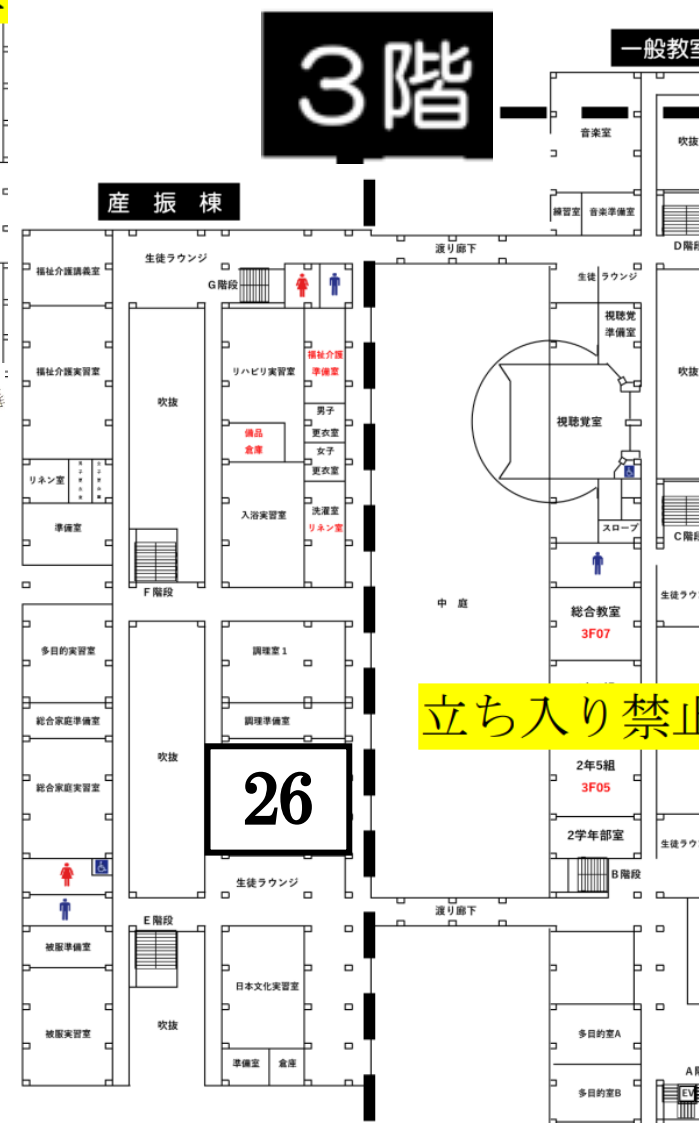 3階
一般教室
産振棟
音楽室
吹抜
練習室
音楽準備室
生徒ラウンジ
渡り廊下
D階段
G階段
福祉介護講義室
生徒 ラウンジ
視聴覚
準備室
福祉介護実習室
リハビリ実習室
福祉介護
準備室
吹抜
吹抜
男子
更衣室
視聴覚室
備品
倉庫
女子
更衣室
リネン室
入浴実習室
洗濯室
リネン室
準備室
スロープ
C階段
F階段
生徒ラウ
中 庭
総合教室
3F07
多目的実習室
調理室1
総合家庭準備室
調理準備室
立ち入り禁止
吹抜
2年5組
3F05
総合家庭実習室
26
2学年部室
生徒ラウ
B階段
生徒ラウンジ
E階段
渡り廊下
被服準備室
日本文化実習室
吹抜
被服実習室
多目的室A
準備室
倉庫
A階
多目的室B
EV